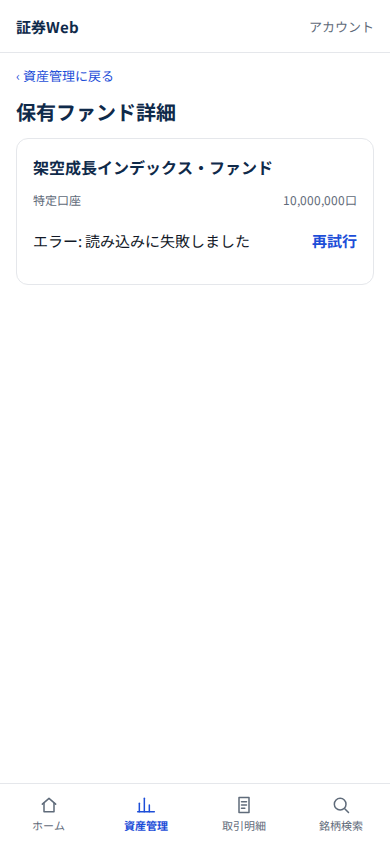 証券Web
アカウント
‹ 資産管理に戻る
保有ファンド詳細
架空成長インデックス・ファンド
特定口座
10,000,000口
エラー: 読み込みに失敗しました
再試行
ホーム
資産管理
取引明細
銘柄検索